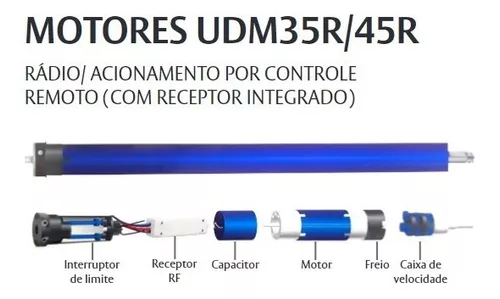 MOTORES UDM35R/45R
RÁDIO/ ACIONAMENTO POR CONTROLE
REMOTO (COM RECEPTOR INTEGRADO)
Interruptor
de limite
Receptor
RF
Capacitor
Motor
Freio
Caixa de
velocidade